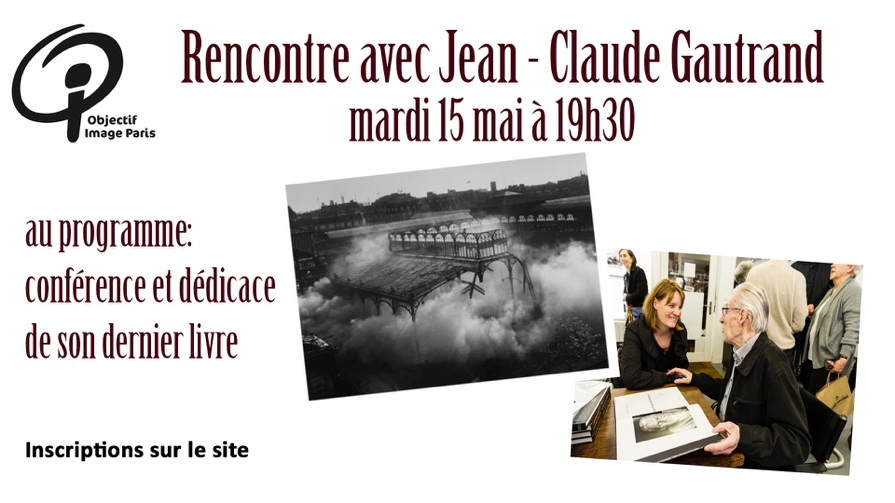 Objectif
Image Paris
Rencontre avec Jean - Claude Gautrand
mardi 15 mai à 19h30
au programme:
conférence et dédicace
de son dernier livre
Inscriptions sur le site